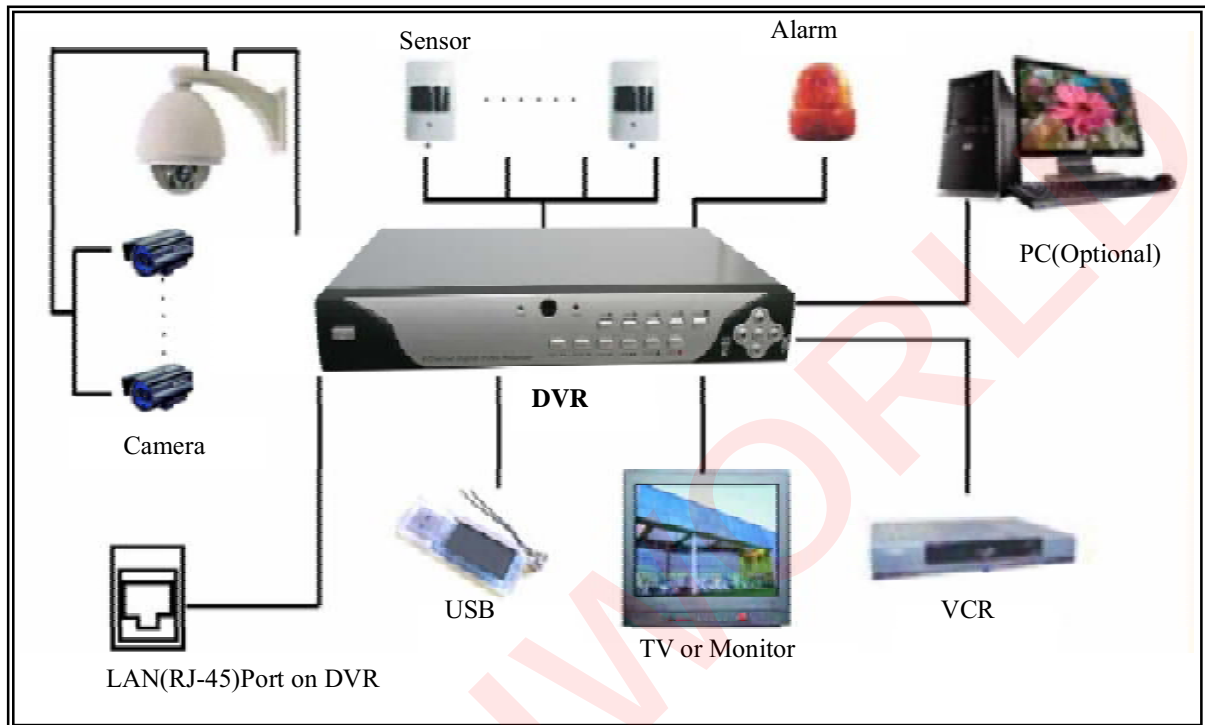 Sensor
Alarm
PC(Optional)
DVR
Camera
USB
VCR
TV or Monitor
LAN(RJ-45)Port on DVR
WORLD